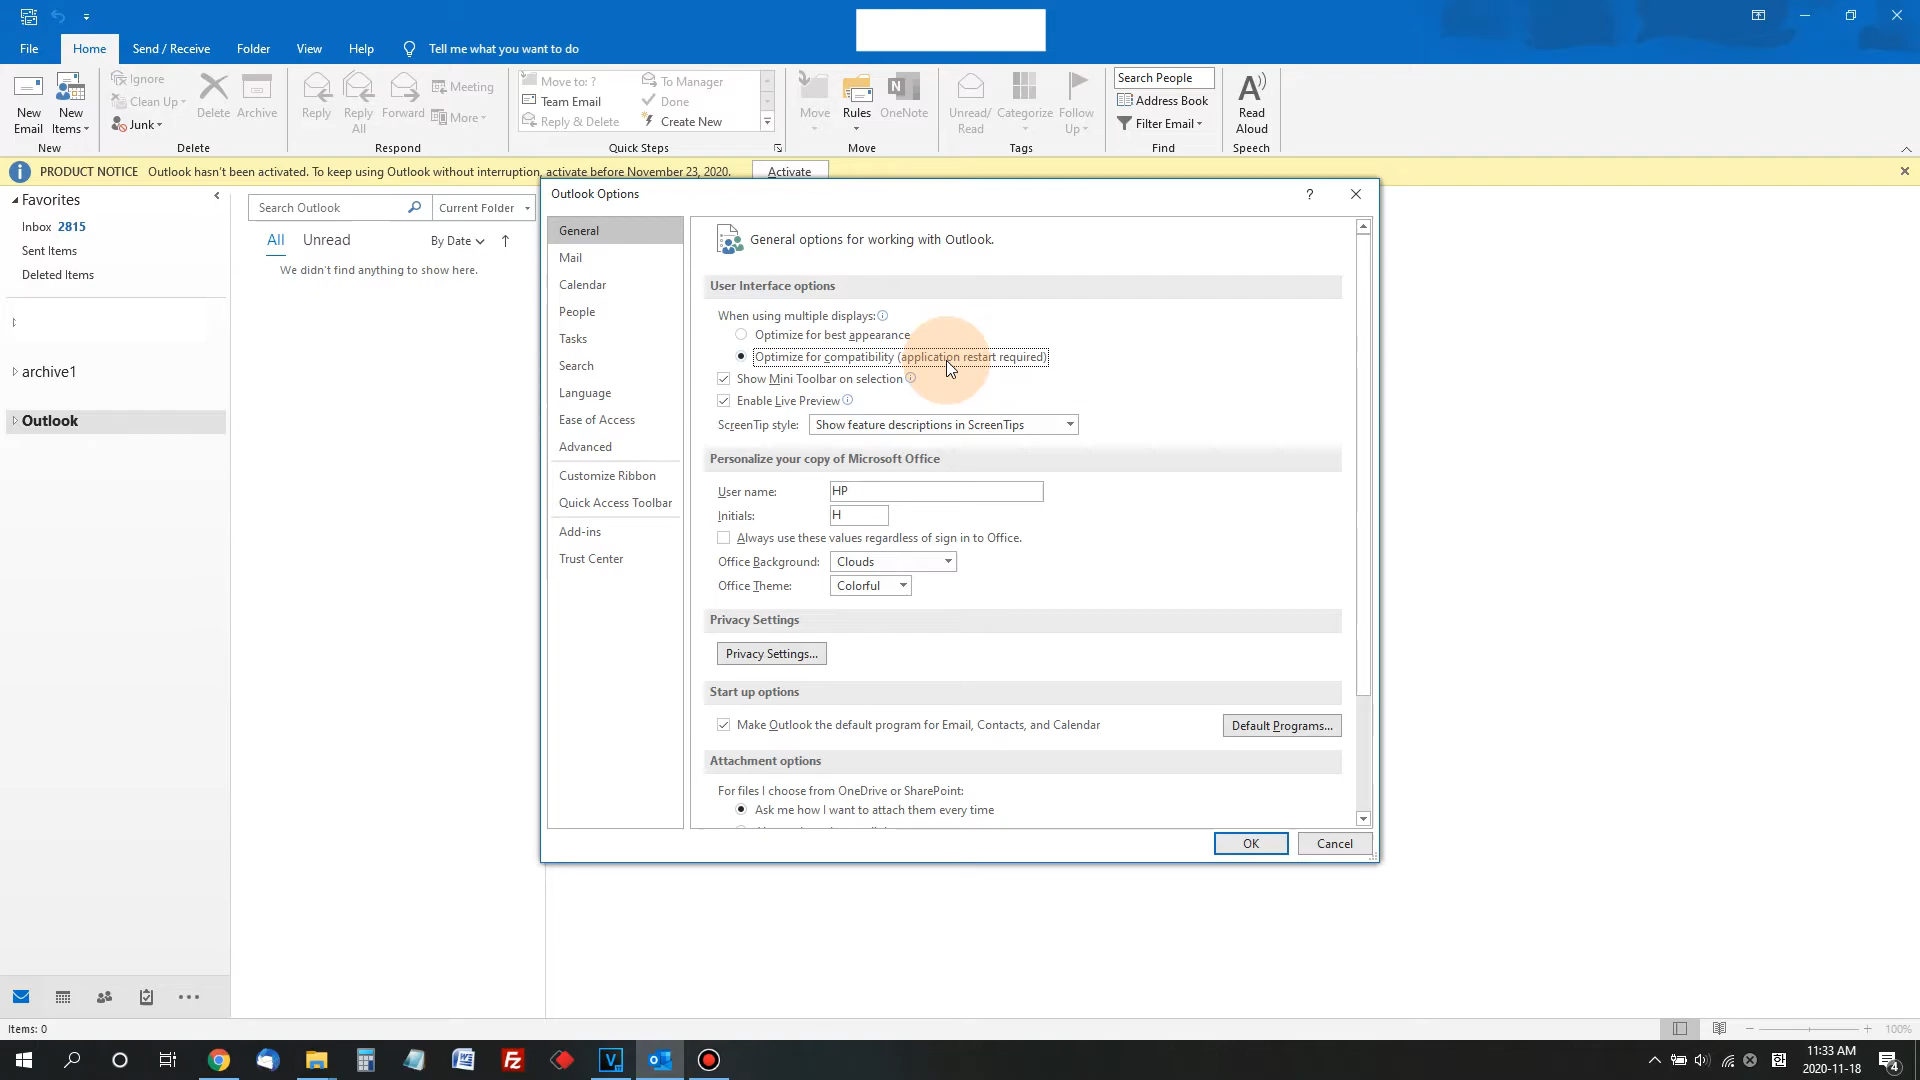 File
Home
Send / Receive
Folder
View
Help
Tell me what you want to do
New Email
New Items
New
Ignore
Clean Up
Junk
Delete
Archive
Delete
Reply
Reply All
Forward
Meeting
More
Respond
Move to: ?
Team Email
Reply & Delete
To Manager
Done
Create New
Quick Steps
Move
Rules
OneNote
Move
Unread/ Read
Categorize
Follow Up
Tags
Search People
Address Book
Filter Email
Find
Read Aloud
Speech
PRODUCT NOTICE Outlook hasn't been activated. To keep using Outlook without interruption, activate before November 23, 2020.
Activate
Favorites
Inbox 2815
Sent Items
Deleted Items
archive1
Outlook
Search Outlook
Current Folder
All
Unread
By Date
We didn't find anything to show here.
Outlook Options
?
General
Mail
Calendar
People
Tasks
Search
Language
Ease of Access
Advanced
Customize Ribbon
Quick Access Toolbar
Add-ins
Trust Center
General options for working with Outlook.
User Interface options
When using multiple displays:
Optimize for best appearance
Optimize for compatibility (application restart required)
Show Mini Toolbar on selection
Enable Live Preview
ScreenTip style: Show feature descriptions in ScreenTips
Personalize your copy of Microsoft Office
User name: HP
Initials: H
Always use these values regardless of sign in to Office.
Office Background: Clouds
Office Theme: Colorful
Privacy Settings
Privacy Settings...
Start up options
Make Outlook the default program for Email, Contacts, and Calendar
Default Programs...
Attachment options
For files I choose from OneDrive or SharePoint:
Ask me how I want to attach them every time
OK
Cancel
Items: 0
100%
11:33 AM
2020-11-18
4